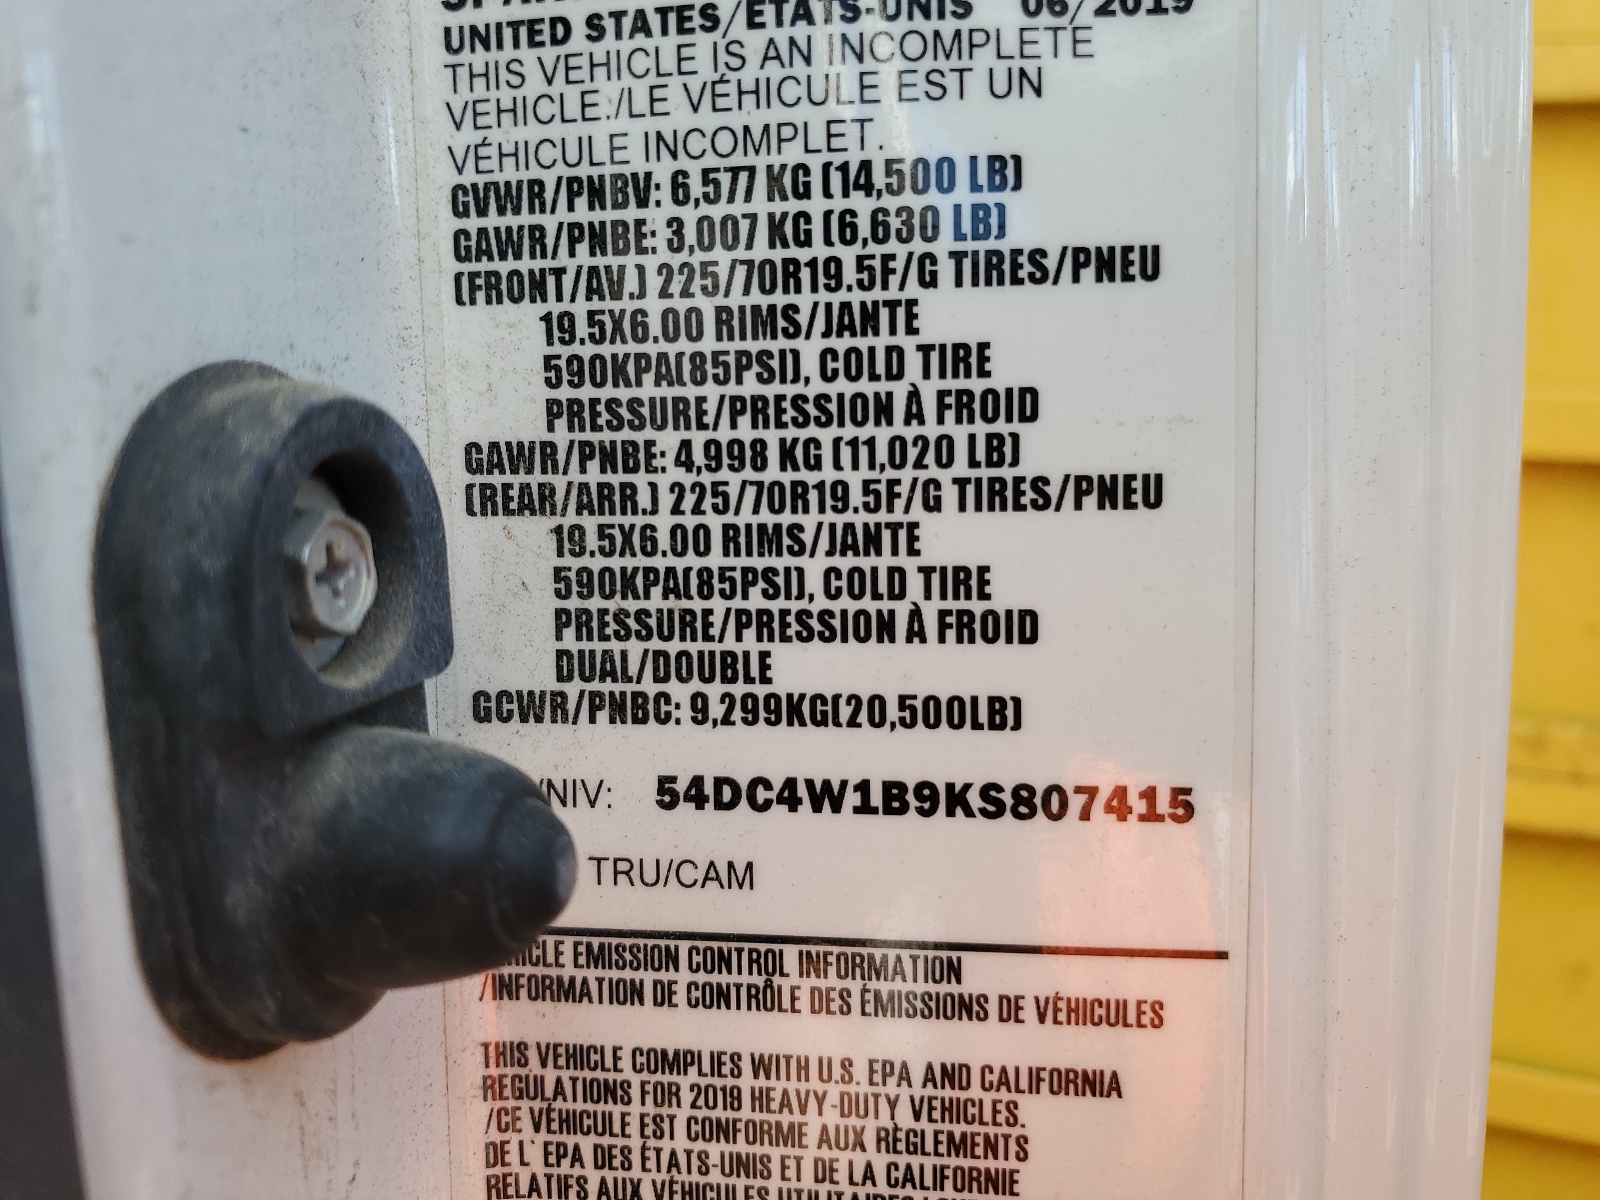 UNITED STATES/ÉTATS-UNIS 06/2019
THIS VEHICLE IS AN INCOMPLETE
VEHICLE./LE VÉHICULE EST UN
VÉHICULE INCOMPLET.
GVWR/PNBV: 6,577 KG (14,500 LB)
GAWR/PNBE: 3,007 KG (6,630 LB)
(FRONT/AV.) 225/70R19.5F/G TIRES/PNEU
19.5X6.00 RIMS/JANTE
590KPA(85PSI), COLD TIRE
PRESSURE/PRESSION À FROID
GAWR/PNBE: 4,998 KG (11,020 LB)
(REAR/ARR.) 225/70R19.5F/G TIRES/PNEU
19.5X6.00 RIMS/JANTE
590KPA(85PSI), COLD TIRE
PRESSURE/PRESSION À FROID
DUAL/DOUBLE
GCWR/PNBC: 9,299KG(20,500LB)
/NIV: 54DC4W1B9KS807415
TRU/CAM
EMISSION CONTROL INFORMATION
/INFORMATION DE CONTRÔLE DES ÉMISSIONS DE VÉHICULES
THIS VEHICLE COMPLIES WITH U.S. EPA AND CALIFORNIA
REGULATIONS FOR 2019 HEAVY-DUTY VEHICLES.
/CE VÉHICULE EST CONFORME AUX RÈGLEMENTS
DE L' EPA DES ÉTATS-UNIS ET DE LA CALIFORNIE
RELATIFS AUX VÉHICULES UTILITAIRES